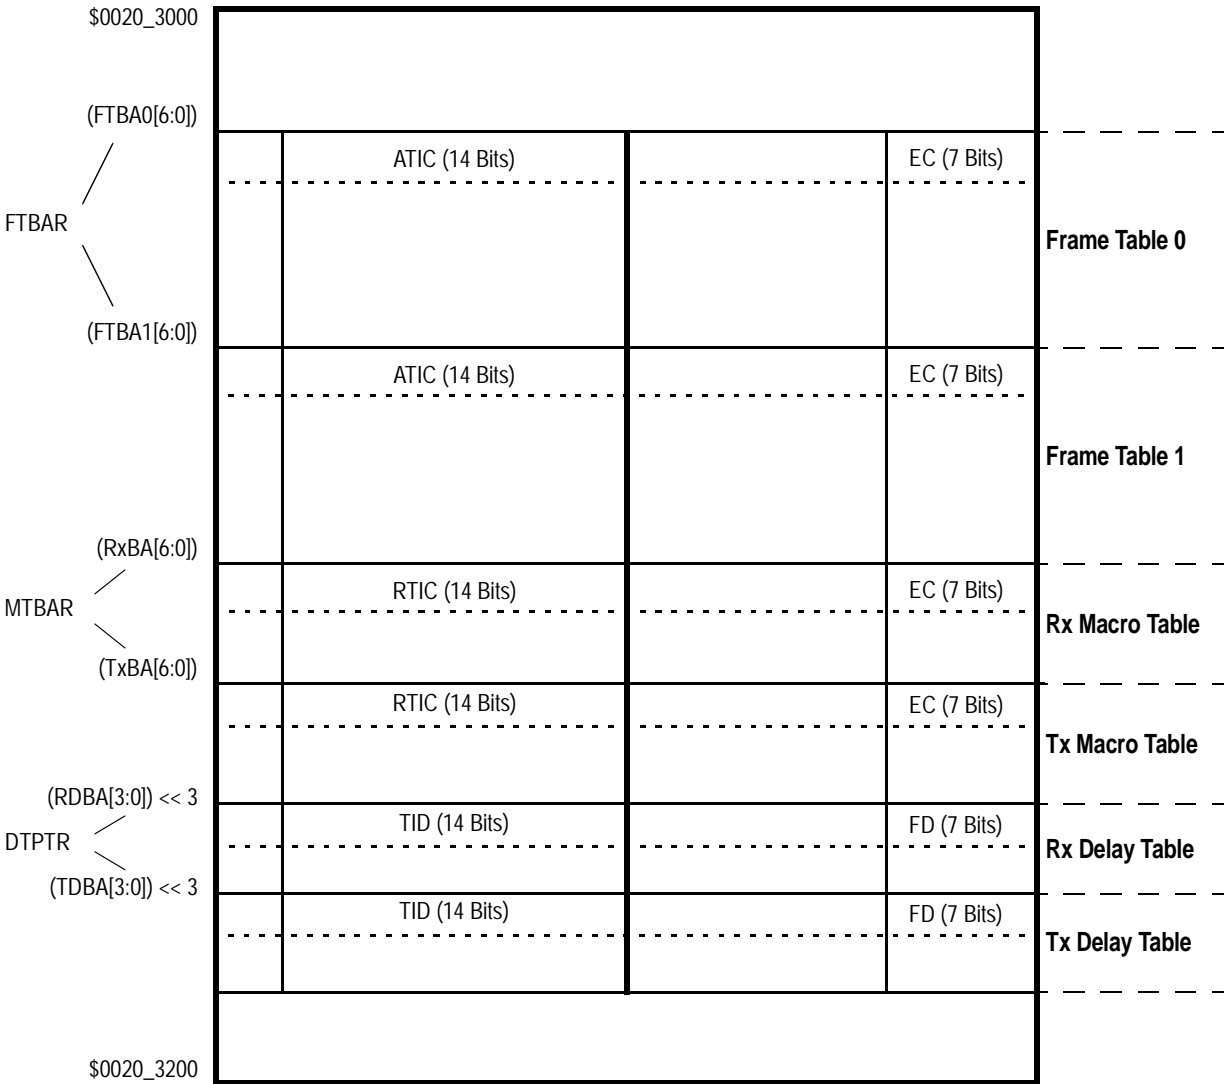 $0020_3000
(FTBA0[6:0])
ATIC (14 Bits)
EC (7 Bits)
FTBAR
Frame Table 0
(FTBA1[6:0])
ATIC (14 Bits)
EC (7 Bits)
Frame Table 1
(RxBA[6:0])
RTIC (14 Bits)
EC (7 Bits)
MTBAR
Rx Macro Table
(TxBA[6:0])
RTIC (14 Bits)
EC (7 Bits)
Tx Macro Table
(RDBA[3:0]) << 3
TID (14 Bits)
FD (7 Bits)
DTPTR
Rx Delay Table
(TDBA[3:0]) << 3
TID (14 Bits)
FD (7 Bits)
Tx Delay Table
$0020_3200